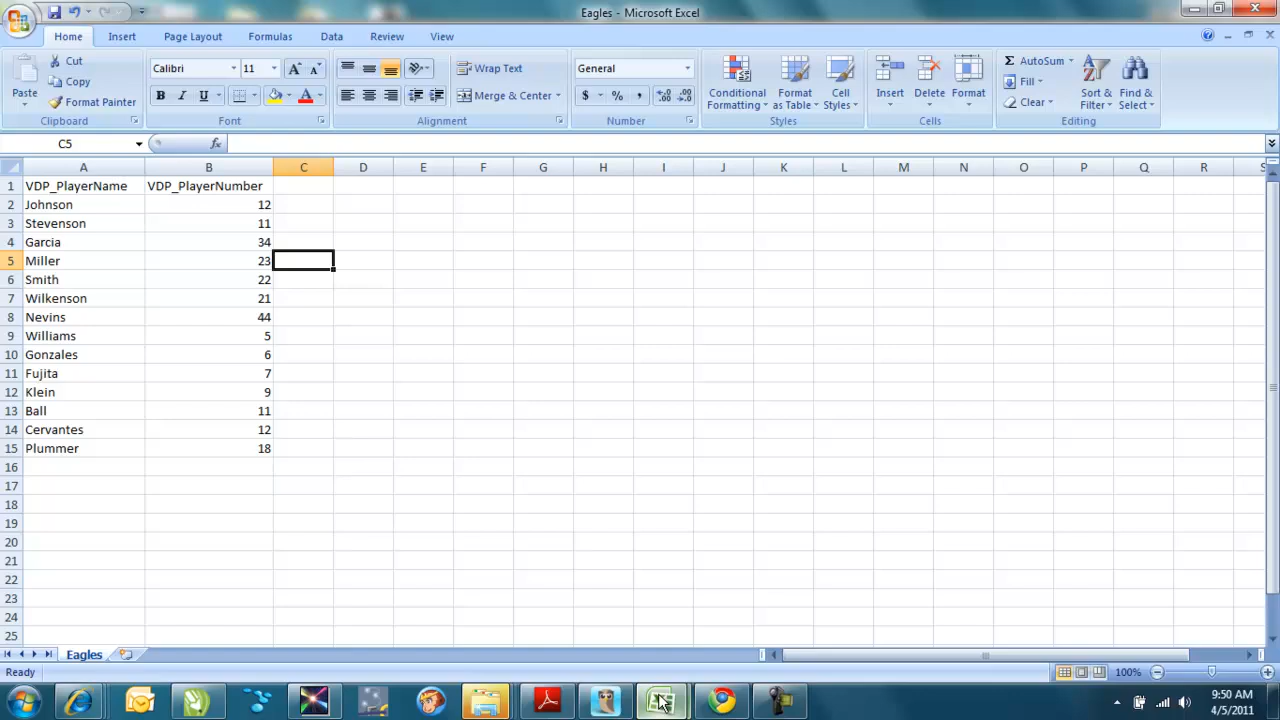 Eagles - Microsoft Excel
Home Insert Page Layout Formulas Data Review View
Cut Calibri 11 A A Wrap Text General AutoSum
Copy Fill
Paste Format Painter B I U A Merge & Center $ % , .0 .00 .00 .0 Conditional Formatting Format as Table Cell Styles Insert Delete Format Clear Sort & Filter Find & Select
Clipboard Font Alignment Number Styles Cells Editing
C5 fx
A B C D E F G H I J K L M N O P Q R S
1 VDP_PlayerName VDP_PlayerNumber
2 Johnson 12
3 Stevenson 11
4 Garcia 34
5 Miller 23
6 Smith 22
7 Wilkenson 21
8 Nevins 44
9 Williams 5
10 Gonzales 6
11 Fujita 7
12 Klein 9
13 Ball 11
14 Cervantes 12
15 Plummer 18
16
17
18
19
20
21
22
23
24
25
Eagles
Ready 100%
9:50 AM
4/5/2011